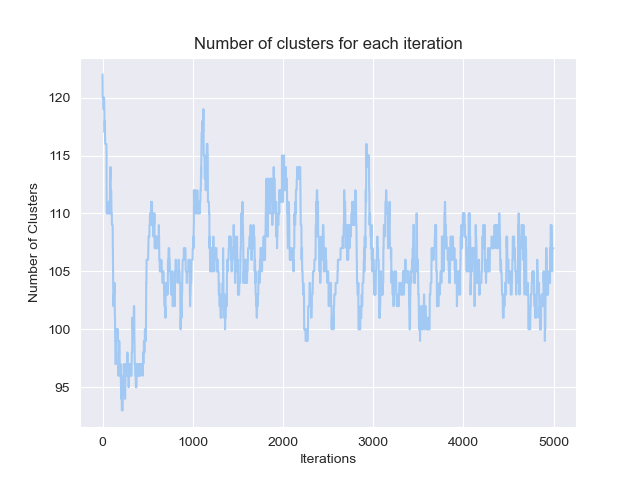 Number of clusters for each iteration
Number of Clusters
120
115
110
105
100
95
0 1000 2000 3000 4000 5000
Iterations